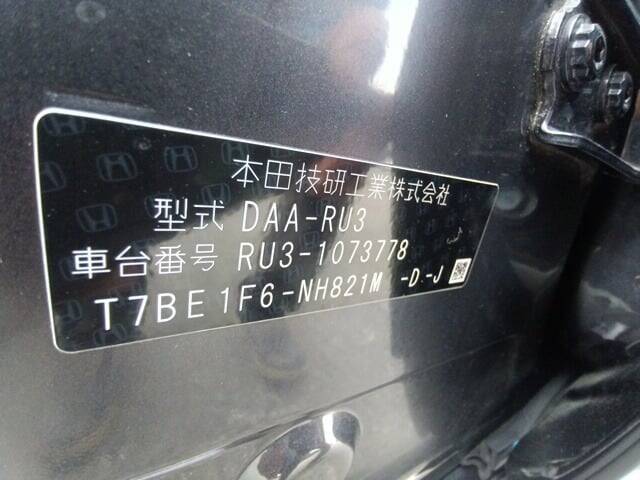 本田技研工業株式会社
型式 DAA-RU3
車台番号 RU3-1073778
T7BE1F6-NH821M -D.-J